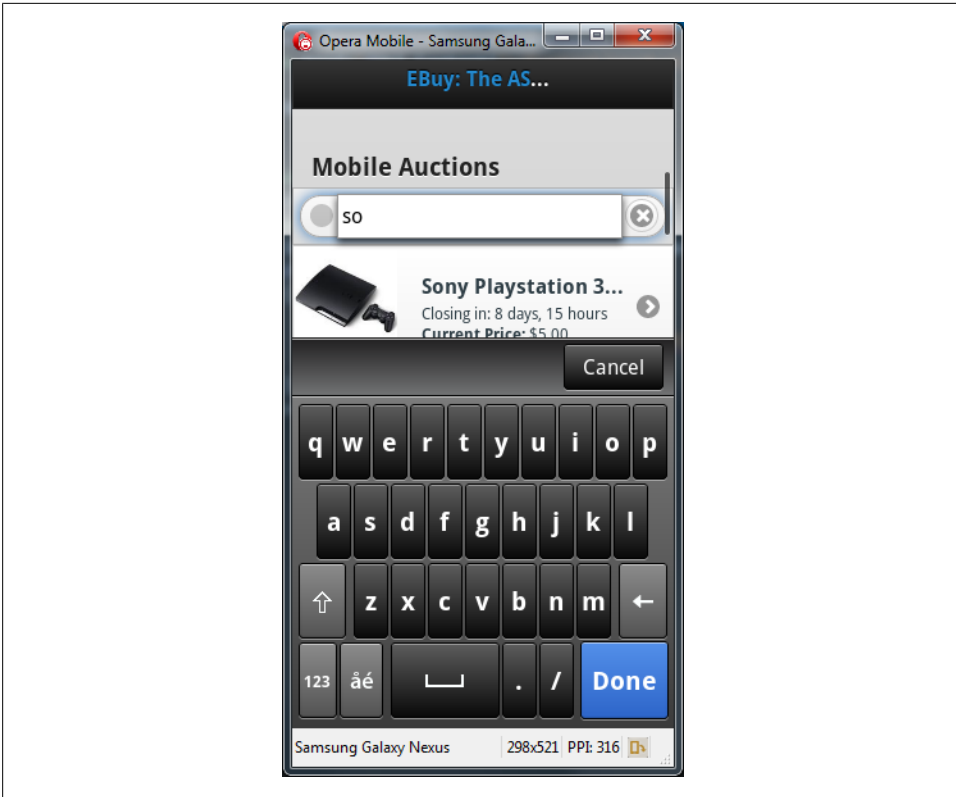 Opera Mobile - Samsung Gala...
EBuy: The AS...
Mobile Auctions
so
Sony Playstation 3...
Closing in: 8 days, 15 hours
Current Price: $5.00
Cancel
q w e r t y u i o p
a s d f g h j k l
z x c v b n m
123 åé . / Done
Samsung Galaxy Nexus 298x521 PPI: 316